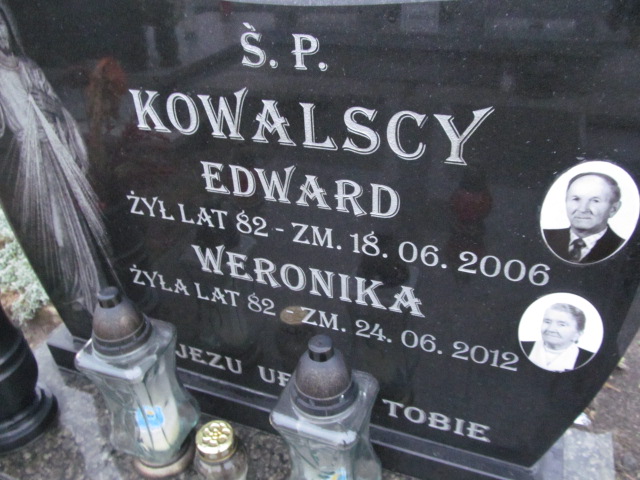 Ś. P.
KOWALSCY
EDWARD
ŻYŁ LAT 82 - ZM. 18. 06. 2006
WERONIKA
ŻYŁA LAT 82 - ZM. 24. 06. 2012
JEZU TOBIE